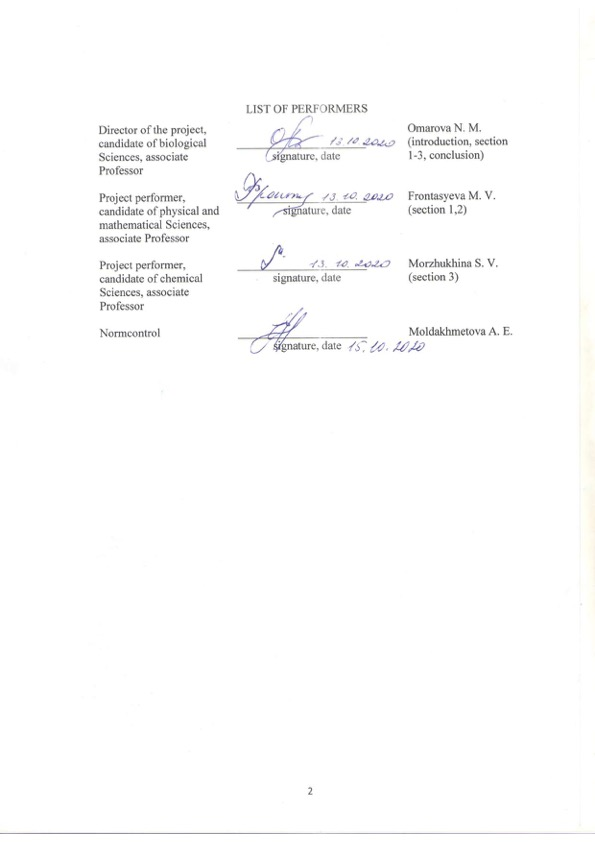 LIST OF PERFORMERS
Director of the project,
candidate of biological
Sciences, associate
Professor
13.10.2020
signature, date
Omarova N. M.
(introduction, section
1-3, conclusion)
Project performer,
candidate of physical and
mathematical Sciences,
associate Professor
13.10.2020
signature, date
Frontasyeva M. V.
(section 1,2)
Project performer,
candidate of chemical
Sciences, associate
Professor
13.10.2020
signature, date
Morzhukhina S. V.
(section 3)
Normcontrol
signature, date 15.10.2020
Moldakhmetova A. E.
2